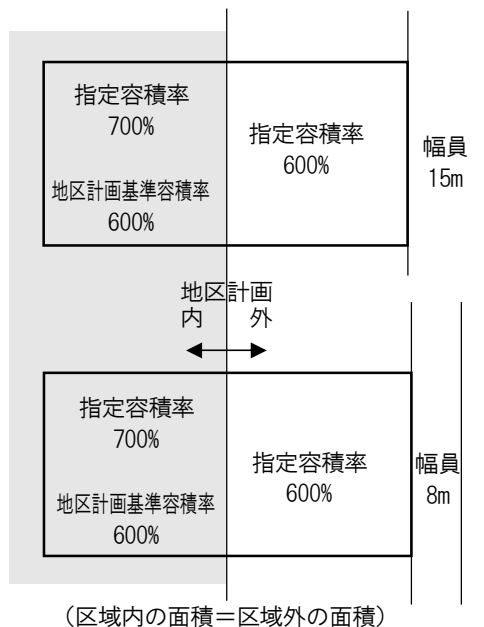 指定容積率
700%
地区計画基準容積率
600%
指定容積率
600%
幅員
15m
地区計画
内 外
指定容積率
700%
地区計画基準容積率
600%
指定容積率
600%
幅員
8m
（区域内の面積＝区域外の面積）